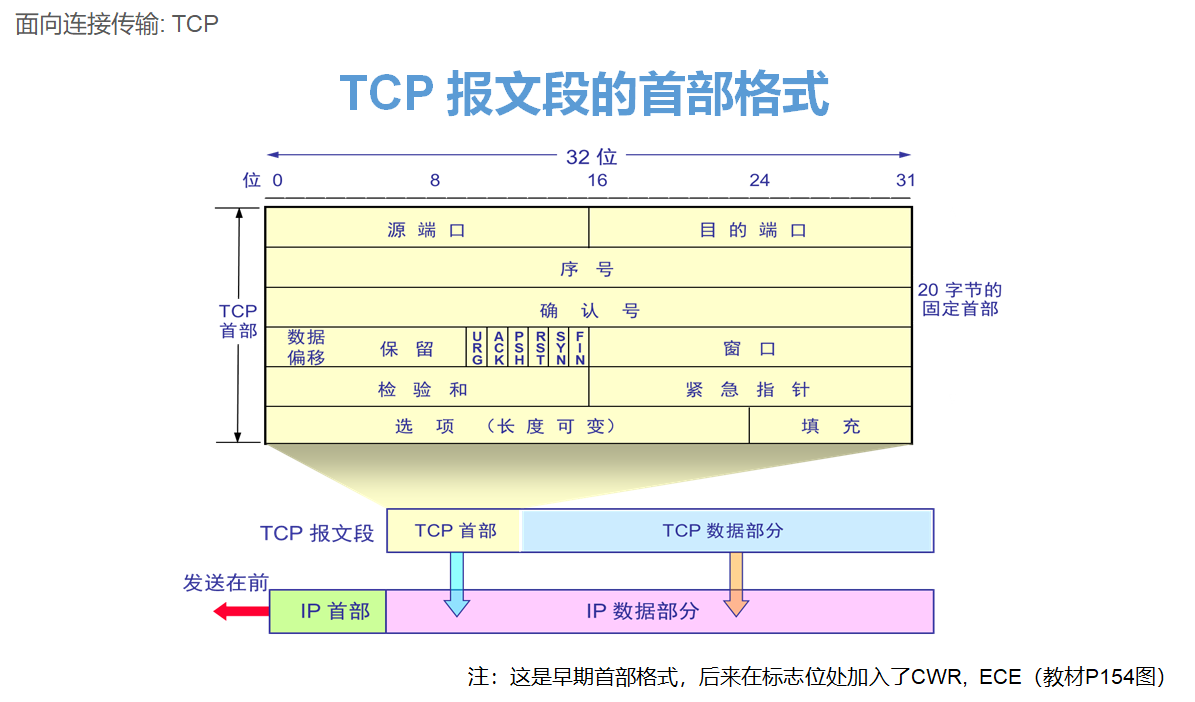 面向连接传输: TCP
TCP 报文段的首部格式
32 位
位 0 8 16 24 31
源 端 口 目 的 端 口
序 号
确 认 号
TCP
首部
20 字节的
固定首部
数据
偏移
保 留
URG ACK PSH RST SYN FIN
窗 口
检 验 和 紧 急 指 针
选 项 （长 度 可 变） 填 充
TCP 报文段 TCP 首部 TCP 数据部分
发送在前
IP 首部 IP 数据部分
注：这是早期首部格式，后来在标志位处加入了CWR, ECE（教材P154图）